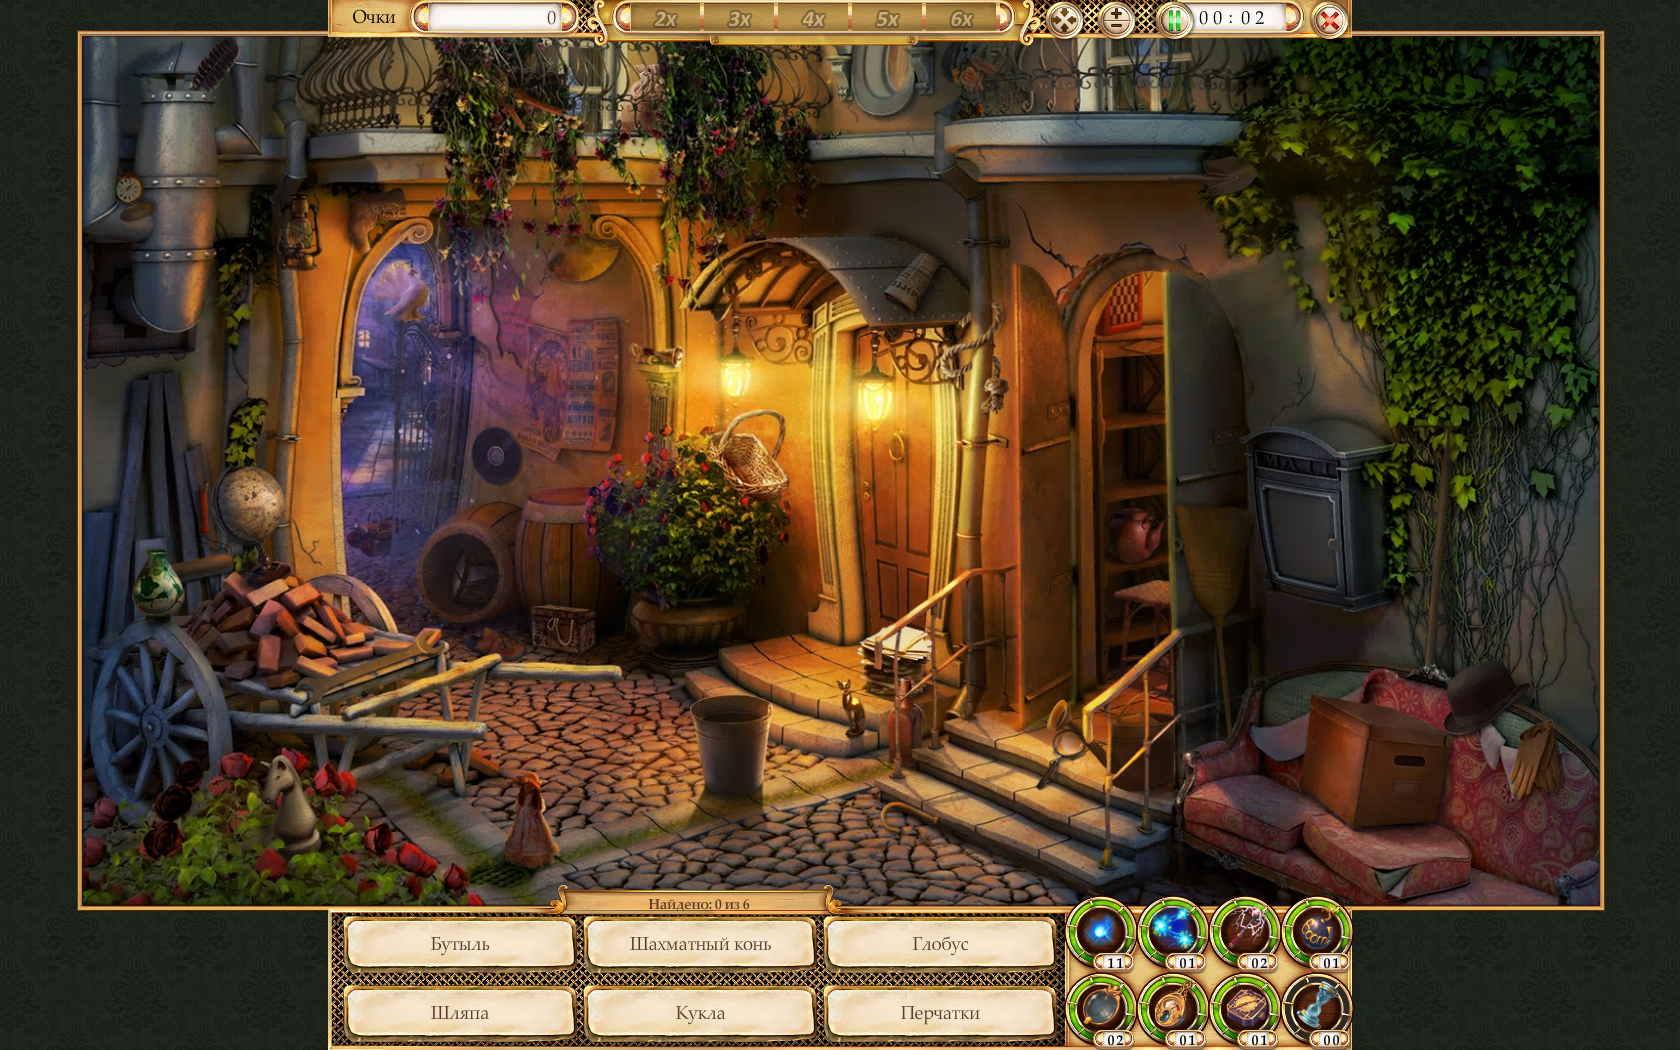 Очки
0
2x 3x 4x 5x 6x
00:02
MAIL
Найдено: 0 из 6
Бутыль Шахматный конь Глобус
Шляпа Кукла Перчатки
11 01 02 01
02 01 01 00